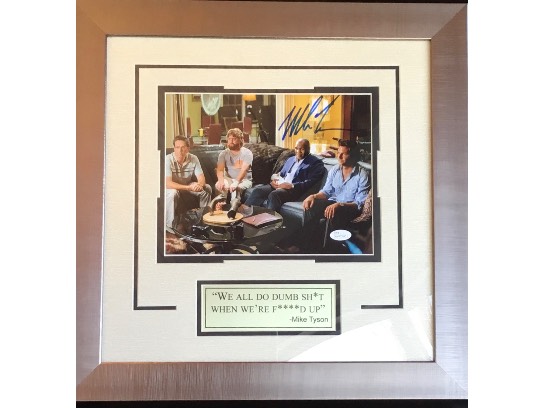 "WE ALL DO DUMB SH*T
WHEN WE'RE F****D UP"
-Mike Tyson